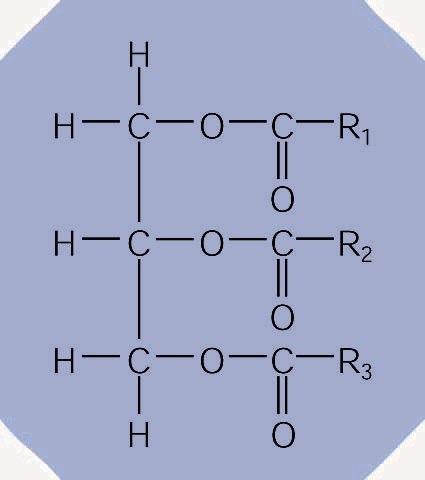 H
H C O C R₁
O
H C O C R₂
O
H C O C R₃
H O